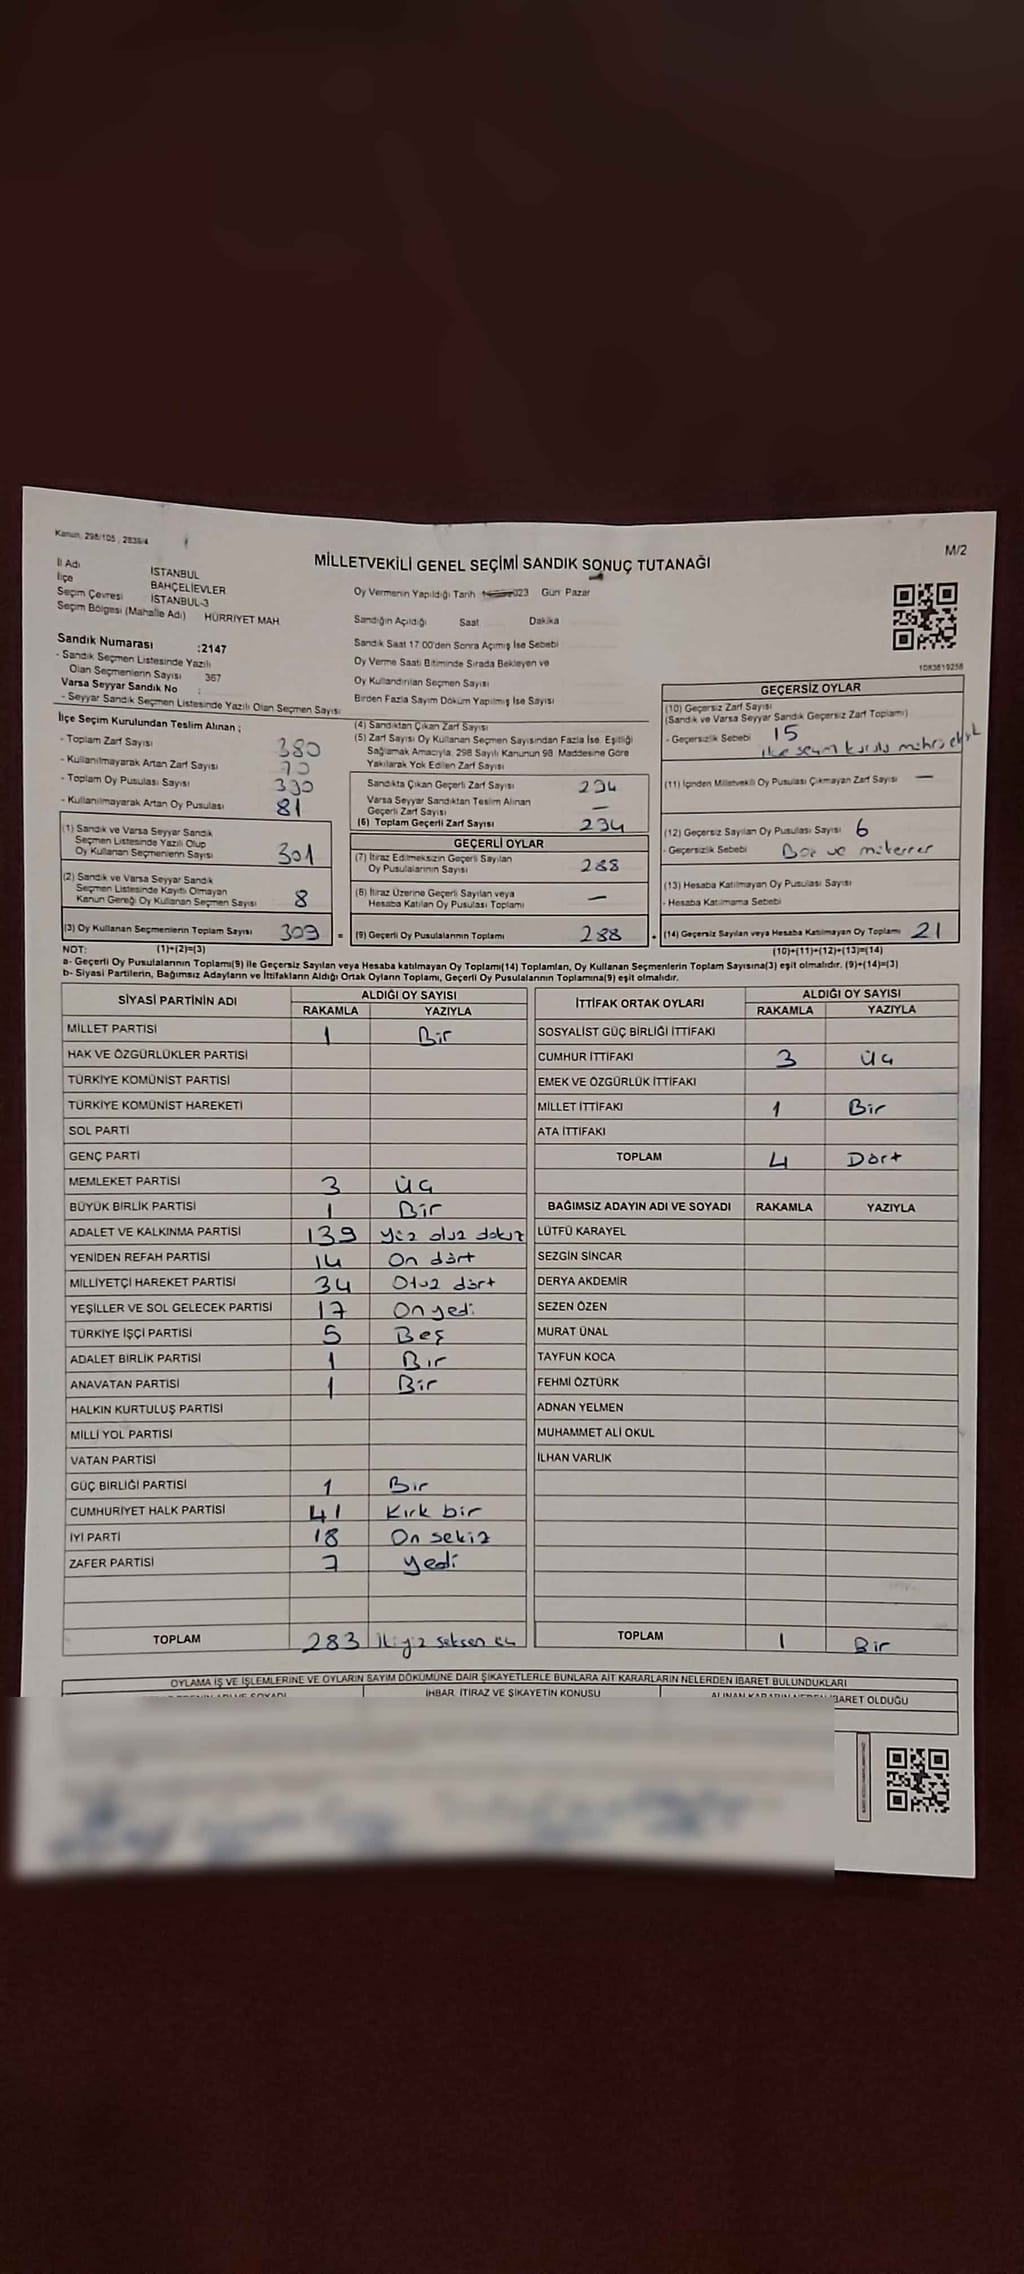 Kanun, 298/105 , 2839/4
M/2
MİLLETVEKİLİ GENEL SEÇİMİ SANDIK SONUÇ TUTANAĞI
İl Adı İSTANBUL
İlçe BAHÇELİEVLER
Seçim Çevresi İSTANBUL-3
Seçim Bölgesi (Mahalle Adı) HÜRRİYET MAH.
Sandık Numarası :2147
- Sandık Seçmen Listesinde Yazılı
Olan Seçmenlerin Sayısı 367
Varsa Seyyar Sandık No :
- Seyyar Sandık Seçmen Listesinde Yazılı Olan Seçmen Sayısı
Oy Vermenin Yapıldığı Tarih 023 Gün: Pazar
Sandığın Açıldığı Saat Dakika
Sandık Saat 17.00'den Sonra Açımış İse Sebebi
Oy Verme Saati Bitiminde Sırada Bekleyen ve
Oy Kullandırılan Seçmen Sayısı
Birden Fazla Sayım Döküm Yapılmış İse Sayısı
1083619258
İlçe Seçim Kurulundan Teslim Alınan ;
- Toplam Zarf Sayısı 380
- Kullanılmayarak Artan Zarf Sayısı
- Toplam Oy Pusulası Sayısı 390
- Kullanılmayarak Artan Oy Pusulası 81
(1) Sandık ve Varsa Seyyar Sandık
Seçmen Listesinde Yazılı Olup
Oy Kullanan Seçmenlerin Sayısı 301
(2) Sandık ve Varsa Seyyar Sandık
Seçmen Listesinde Kayıtlı Olmayan
Kanun Gereği Oy Kullanan Seçmen Sayısı 8
(3) Oy Kullanan Seçmenlerin Toplam Sayısı 309 =
(4) Sandıktan Çıkan Zarf Sayısı
(5) Zarf Sayısı Oy Kullanan Seçmen Sayısından Fazla İse, Eşitliği
Sağlamak Amacıyla, 298 Sayılı Kanunun 98. Maddesine Göre
Yakılarak Yok Edilen Zarf Sayısı
Sandıkta Çıkan Geçerli Zarf Sayısı 294
Varsa Seyyar Sandıktan Teslim Alınan
Geçerli Zarf Sayısı —
(6) Toplam Geçerli Zarf Sayısı 294
GEÇERLİ OYLAR
(7) İtiraz Edilmeksizin Geçerli Sayılan
Oy Pusulalarının Sayısı 288
(8) İtiraz Üzerine Geçerli Sayılan veya
Hesaba Katılan Oy Pusulası Toplamı —
(9) Geçerli Oy Pusulalarının Toplamı 288 +
GEÇERSİZ OYLAR
(10) Geçersiz Zarf Sayısı
(Sandık ve Varsa Seyyar Sandık Geçersiz Zarf Toplamı)
15
- Geçersizlik Sebebi ilçe seçim kurulu mührü
(11) İçinden Milletvekili Oy Pusulası Çıkmayan Zarf Sayısı —
(12) Geçersiz Sayılan Oy Pusulası Sayısı 6
- Geçersizlik Sebebi Boş ve mükerrer
(13) Hesaba Katılmayan Oy Pusulası Sayısı
- Hesaba Katılmama Sebebi
(14) Geçersiz Sayılan veya Hesaba Katılmayan Oy Toplamı 21
NOT: (1)+(2)=(3) (10)+(11)+(12)+(13)=(14)
a- Geçerli Oy Pusulalarının Toplamı(9) ile Geçersiz Sayılan veya Hesaba katılmayan Oy Toplamı(14) Toplamları, Oy Kullanan Seçmenlerin Toplam Sayısına(3) eşit olmalıdır. (9)+(14)=(3)
b- Siyasi Partilerin, Bağımsız Adayların ve İttifakların Aldığı Ortak Oyların Toplamı, Geçerli Oy Pusulalarının Toplamına(9) eşit olmalıdır.
SİYASİ PARTİNİN ADI ALDIĞI OY SAYISI
RAKAMLA YAZIYLA
MİLLET PARTİSİ 1 Bir
HAK VE ÖZGÜRLÜKLER PARTİSİ
TÜRKİYE KOMÜNİST PARTİSİ
TÜRKİYE KOMÜNİST HAREKETİ
SOL PARTİ
GENÇ PARTİ
MEMLEKET PARTİSİ 3 üç
BÜYÜK BİRLİK PARTİSİ 1 Bir
ADALET VE KALKINMA PARTİSİ 139 yüz otuz dokuz
YENİDEN REFAH PARTİSİ 14 On dört
MİLLİYETÇİ HAREKET PARTİSİ 34 Otuz dört
YEŞİLLER VE SOL GELECEK PARTİSİ 17 On yedi
TÜRKİYE İŞÇİ PARTİSİ 5 Beş
ADALET BİRLİK PARTİSİ 1 Bir
ANAVATAN PARTİSİ 1 Bir
HALKIN KURTULUŞ PARTİSİ
MİLLİ YOL PARTİSİ
VATAN PARTİSİ
GÜÇ BİRLİĞİ PARTİSİ 1 Bir
CUMHURİYET HALK PARTİSİ 41 Kırk bir
İYİ PARTİ 18 On sekiz
ZAFER PARTİSİ 7 yedi
TOPLAM 283 iki yüz seksen üç
İTTİFAK ORTAK OYLARI ALDIĞI OY SAYISI
RAKAMLA YAZIYLA
SOSYALİST GÜÇ BİRLİĞİ İTTİFAKI
CUMHUR İTTİFAKI 3 üç
EMEK VE ÖZGÜRLÜK İTTİFAKI
MİLLET İTTİFAKI 1 Bir
ATA İTTİFAKI
TOPLAM 4 Dört
BAĞIMSIZ ADAYIN ADI VE SOYADI RAKAMLA YAZIYLA
LÜTFÜ KARAYEL
SEZGİN SİNCAR
DERYA AKDEMİR
SEZEN ÖZEN
MURAT ÜNAL
TAYFUN KOCA
FEHMİ ÖZTÜRK
ADNAN YELMEN
MUHAMMET ALİ OKUL
İLHAN VARLIK
TOPLAM 1 Bir
OYLAMA İŞ VE İŞLEMLERİNE VE OYLARIN SAYIM DÖKÜMÜNE DAİR ŞİKAYETLERLE BUNLARA AİT KARARLARIN NELERDEN İBARET BULUNDUKLARI
ADI VE SOYADI İHBAR, İTİRAZ VE ŞİKAYETİN KONUSU ALINAN KARARIN NEDEN İBARET OLDUĞU